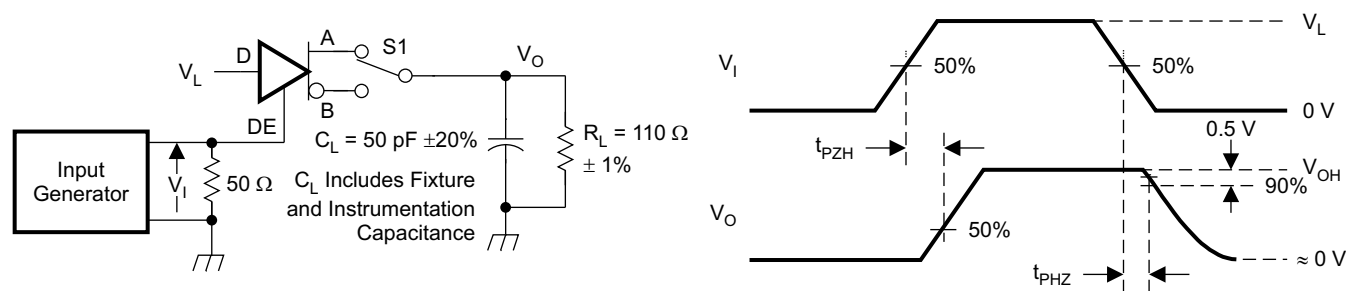 D
V_L
A
S1
B
DE
V_O
C_L = 50 pF ±20%
R_L = 110 Ω
± 1%
C_L Includes Fixture
and Instrumentation
Capacitance
Input
Generator
V_I
50 Ω
V_I
50%
50%
V_L
0 V
0.5 V
t_PZH
V_OH
90%
V_O
50%
≈ 0 V
t_PHZ